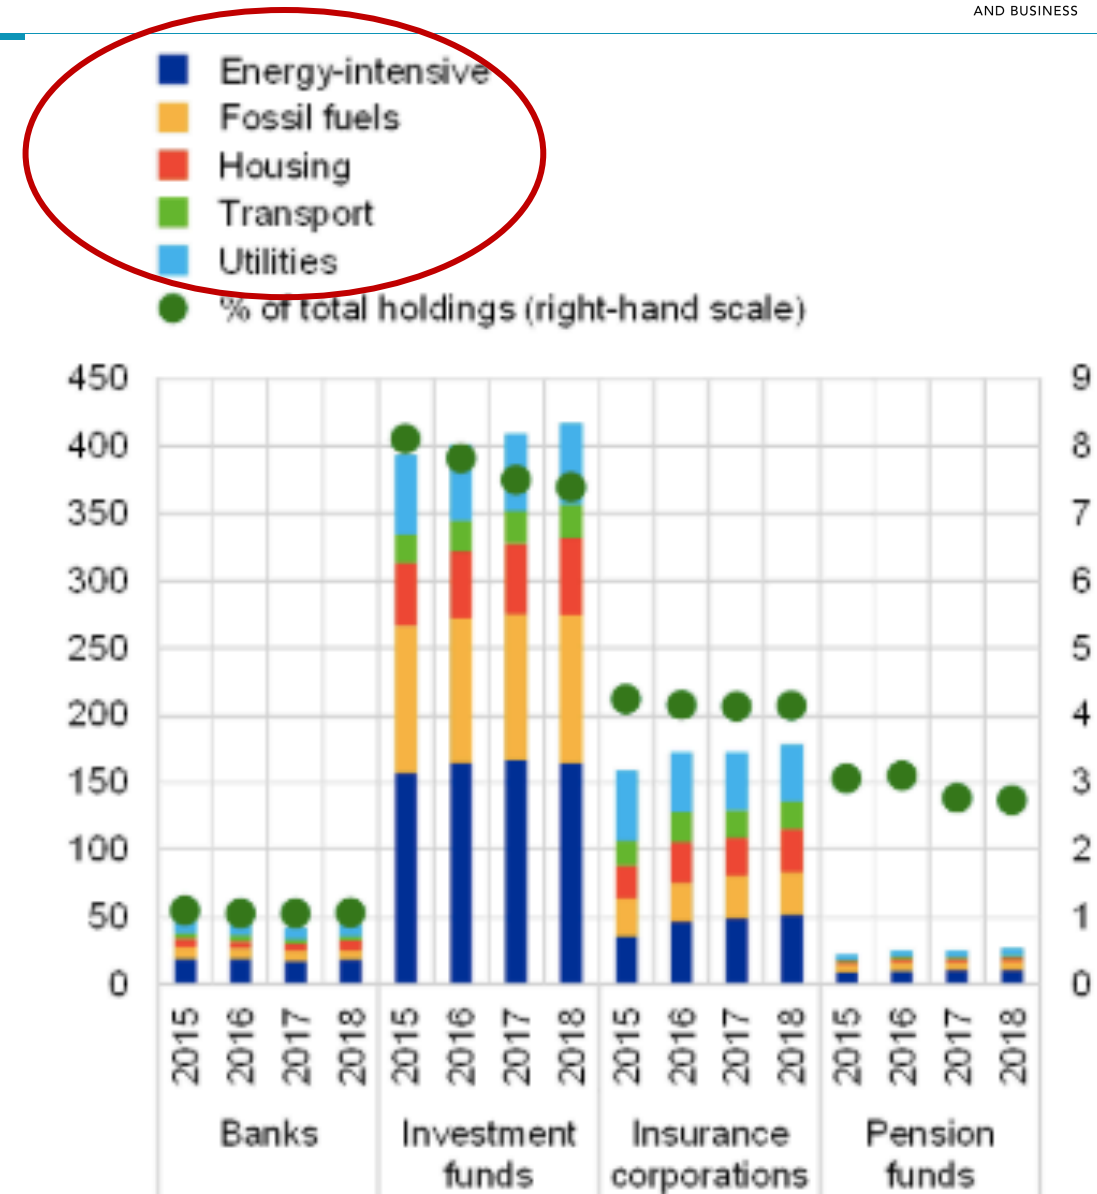 AND BUSINESS
Energy-intensive
Fossil fuels
Housing
Transport
Utilities
% of total holdings (right-hand scale)
450 9
400 8
350 7
300 6
250 5
200 4
150 3
100 2
50 1
0 0
2015 2016 2017 2018 2015 2016 2017 2018 2015 2016 2017 2018 2015 2016 2017 2018
Banks Investment funds Insurance corporations Pension funds